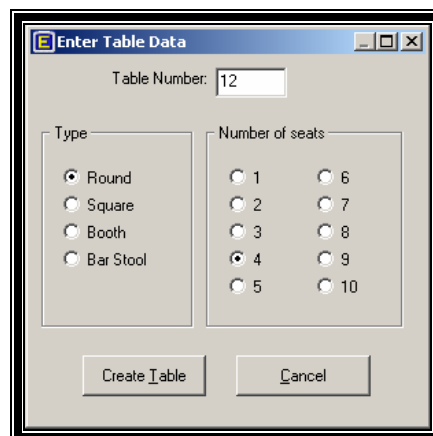 E Enter Table Data
Table Number: 12
Type
Round
Square
Booth
Bar Stool
Number of seats
1 6
2 7
3 8
4 9
5 10
Create Table Cancel